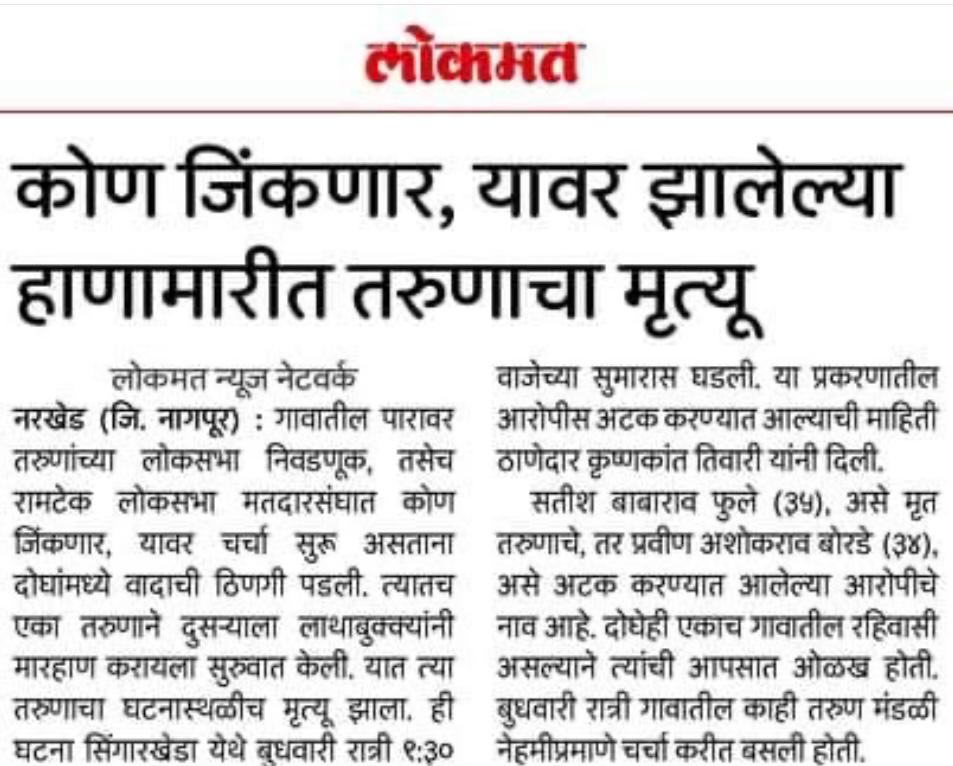 लोकमत
कोण जिंकणार, यावर झालेल्या
हाणामारीत तरुणाचा मृत्यू
लोकमत न्यूज नेटवर्क
नरखेड (जि. नागपूर) : गावातील पारावर
तरुणांच्या लोकसभा निवडणूक, तसेच
रामटेक लोकसभा मतदारसंघात कोण
जिंकणार, यावर चर्चा सुरू असताना
दोघांमध्ये वादाची ठिणगी पडली. त्यातच
एका तरुणाने दुसऱ्याला लाथाबुक्क्यांनी
मारहाण करायला सुरुवात केली. यात त्या
तरुणाचा घटनास्थळीच मृत्यू झाला. ही
घटना सिंगारखेडा येथे बुधवारी रात्री १:३०
वाजेच्या सुमारास घडली. या प्रकरणातील
आरोपीस अटक करण्यात आल्याची माहिती
ठाणेदार कृष्णकांत तिवारी यांनी दिली.
सतीश बाबाराव फुले (३५), असे मृत
तरुणाचे, तर प्रवीण अशोकराव बोरडे (३४),
असे अटक करण्यात आलेल्या आरोपीचे
नाव आहे. दोघेही एकाच गावातील रहिवासी
असल्याने त्यांची आपसात ओळख होती.
बुधवारी रात्री गावातील काही तरुण मंडळी
नेहमीप्रमाणे चर्चा करीत बसली होती.